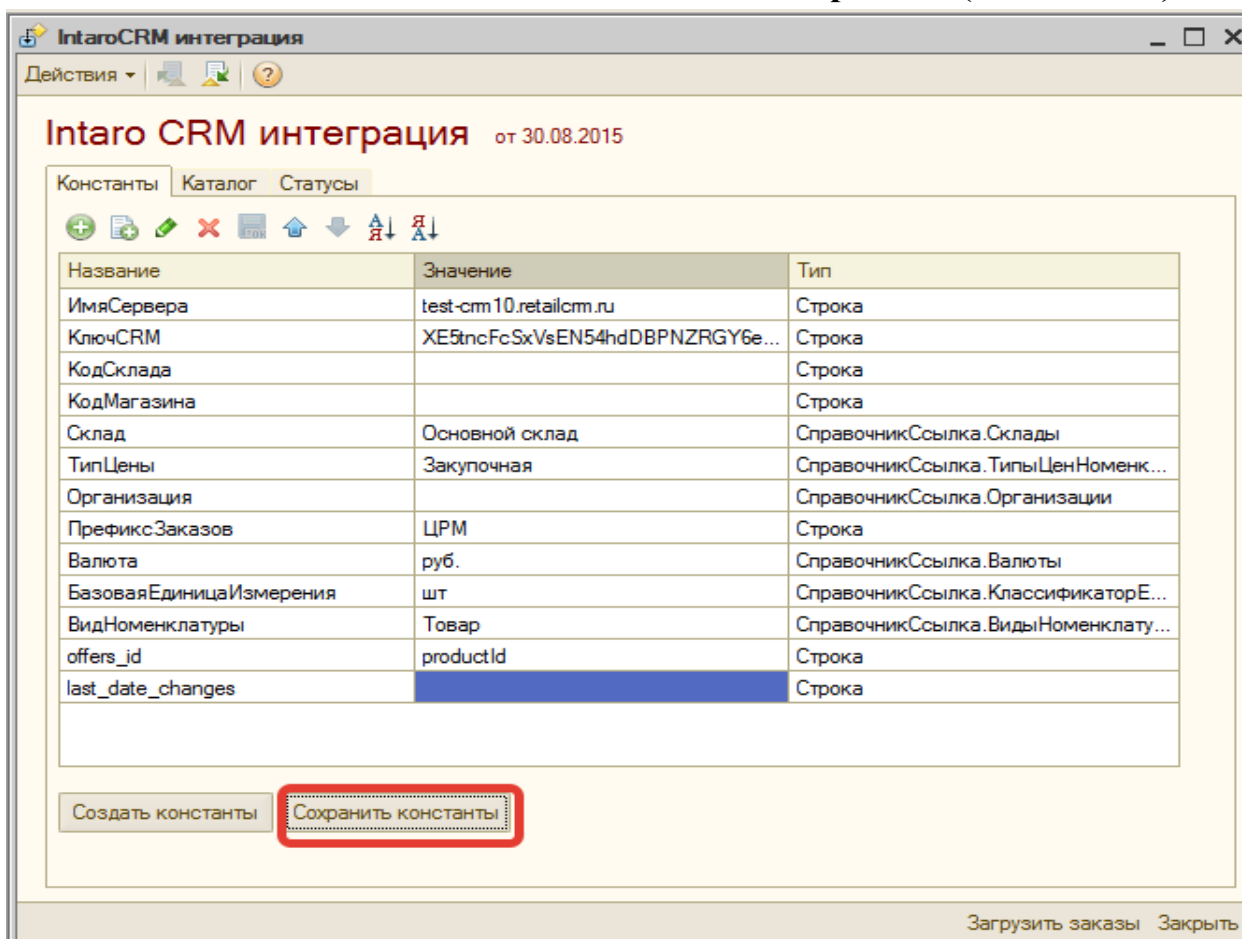 IntaroCRM интеграция
Действия
Intaro CRM интеграция от 30.08.2015
Константы Каталог Статусы
Название Значение Тип
ИмяСервера test-crm10.retailcrm.ru Строка
КлючCRM XE5tncFcSxVsEN54hdDBPNZRGY6e... Строка
КодСклада Строка
КодМагазина Строка
Склад Основной склад СправочникСсылка.Склады
ТипЦены Закупочная СправочникСсылка.ТипыЦенНоменк...
Организация СправочникСсылка.Организации
ПрефиксЗаказов ЦРМ Строка
Валюта руб. СправочникСсылка.Валюты
БазоваяЕдиницаИзмерения шт СправочникСсылка.КлассификаторЕ...
ВидНоменклатуры Товар СправочникСсылка.ВидыНоменклату...
offers_id productId Строка
last_date_changes Строка
Создать константы Сохранить константы
Загрузить заказы Закрыть